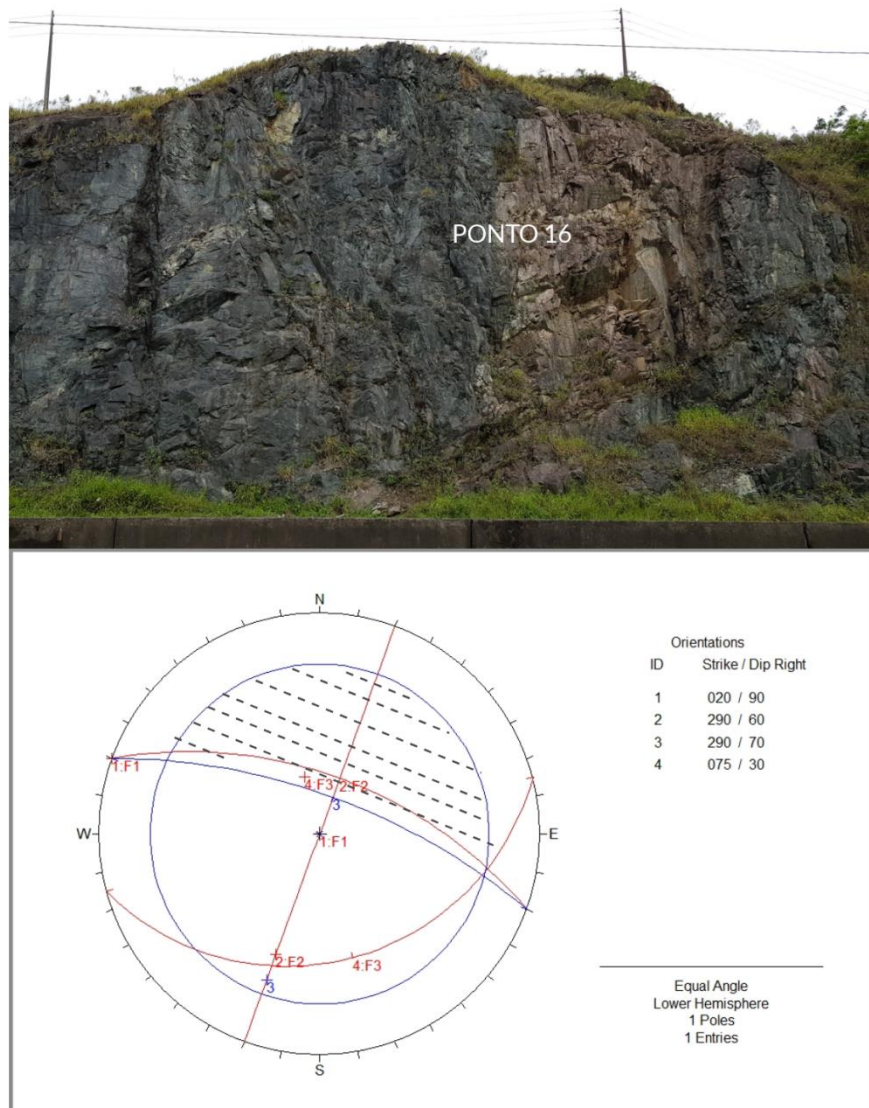 PONTO 16
N
Orientations
ID Strike / Dip Right
1 020 / 90
2 290 / 60
3 290 / 70
4 075 / 30
1:F1
4:F3 2:F2
3
W 1:F1 E
2:F2 4:F3
3
S
Equal Angle
Lower Hemisphere
1 Poles
1 Entries